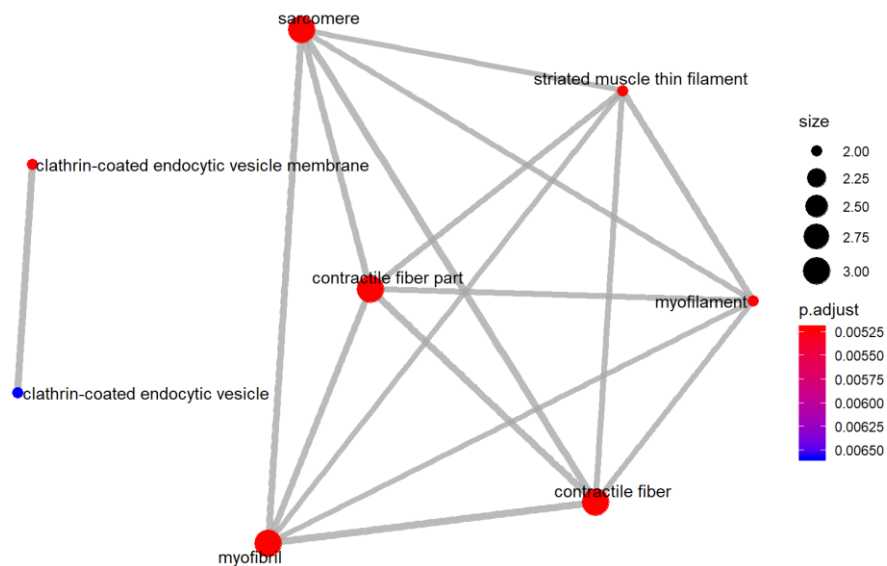 sarcomere
striated muscle thin filament
clathrin-coated endocytic vesicle membrane
contractile fiber part
myofilament
clathrin-coated endocytic vesicle
contractile fiber
myofibril
size
2.00
2.25
2.50
2.75
3.00
p.adjust
0.00525
0.00550
0.00575
0.00600
0.00625
0.00650